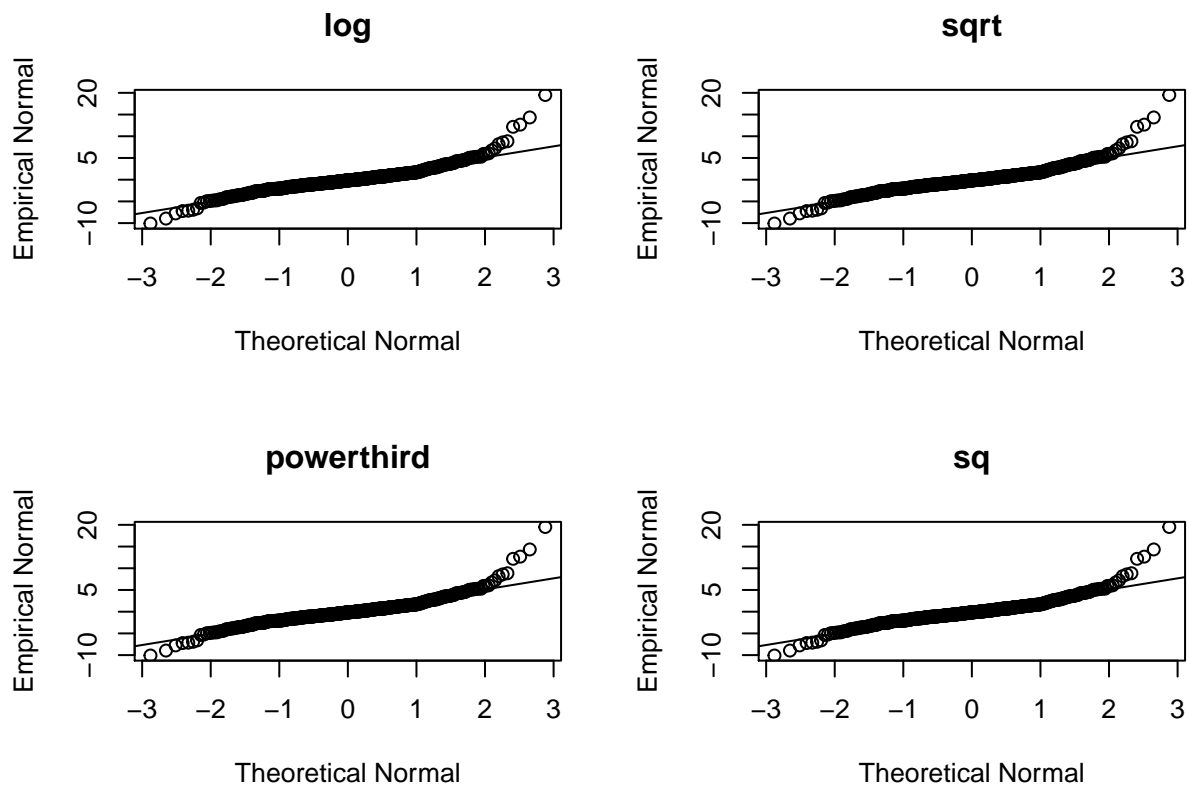 log
Empirical Normal
20
5
−10
−3 −2 −1 0 1 2 3
Theoretical Normal
sqrt
Empirical Normal
20
5
−10
−3 −2 −1 0 1 2 3
Theoretical Normal
powerthird
Empirical Normal
20
5
−10
−3 −2 −1 0 1 2 3
Theoretical Normal
sq
Empirical Normal
20
5
−10
−3 −2 −1 0 1 2 3
Theoretical Normal